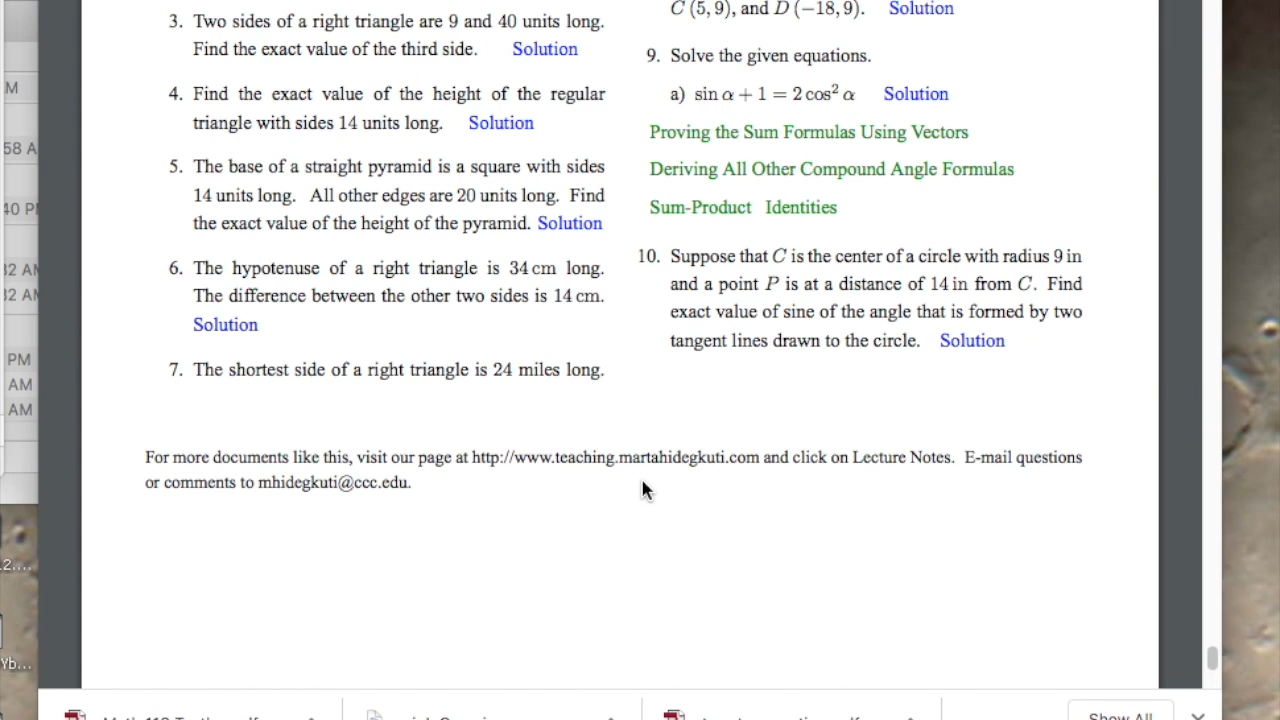 3. Two sides of a right triangle are 9 and 40 units long.
Find the exact value of the third side. Solution
4. Find the exact value of the height of the regular
triangle with sides 14 units long. Solution
5. The base of a straight pyramid is a square with sides
14 units long. All other edges are 20 units long. Find
the exact value of the height of the pyramid. Solution
6. The hypotenuse of a right triangle is 34 cm long.
The difference between the other two sides is 14 cm.
Solution
7. The shortest side of a right triangle is 24 miles long.
C (5, 9), and D (−18, 9). Solution
9. Solve the given equations.
a) sin α + 1 = 2 cos² α Solution
Proving the Sum Formulas Using Vectors
Deriving All Other Compound Angle Formulas
Sum-Product Identities
10. Suppose that C is the center of a circle with radius 9 in
and a point P is at a distance of 14 in from C. Find
exact value of sine of the angle that is formed by two
tangent lines drawn to the circle. Solution
For more documents like this, visit our page at http://www.teaching.martahidegkuti.com and click on Lecture Notes. E-mail questions
or comments to mhidegkuti@ccc.edu.
M
58 A
40 P
32 AM
32 AM
PM
AM
AM
2....
Yb...
Show All